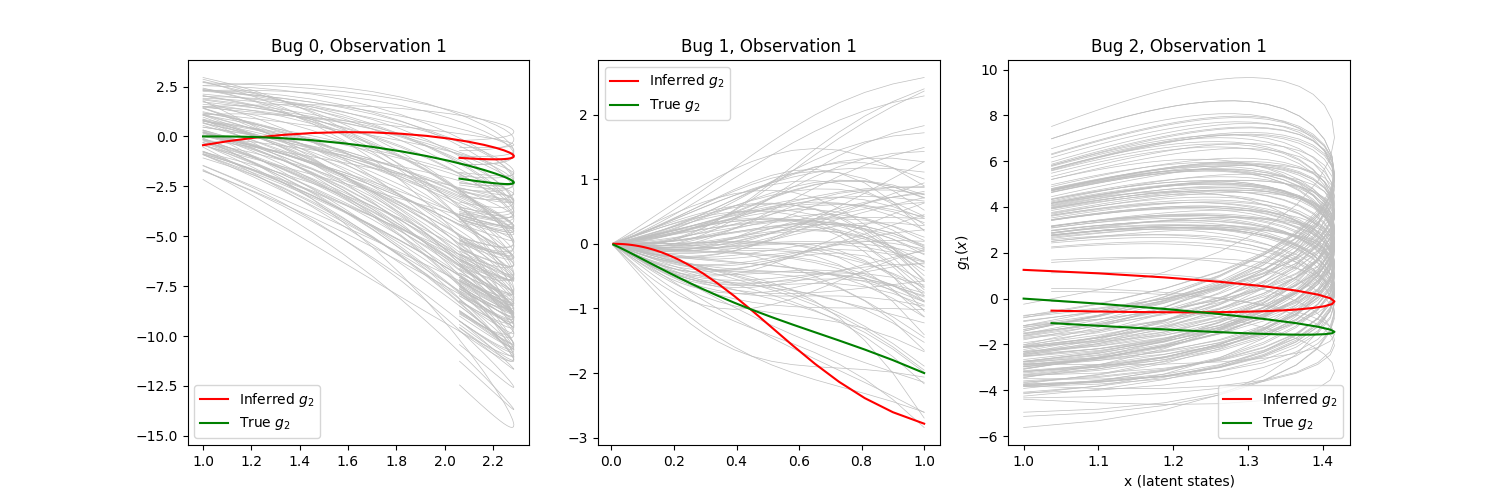 Bug 0, Observation 1
2.5
0.0
−2.5
−5.0
−7.5
−10.0
−12.5
−15.0
1.0 1.2 1.4 1.6 1.8 2.0 2.2
Inferred g₂
True g₂
Bug 1, Observation 1
Inferred g₂
True g₂
2
1
0
−1
−2
−3
0.0 0.2 0.4 0.6 0.8 1.0
Bug 2, Observation 1
g₁(x)
10
8
6
4
2
0
−2
−4
−6
Inferred g₂
True g₂
1.0 1.1 1.2 1.3 1.4
x (latent states)